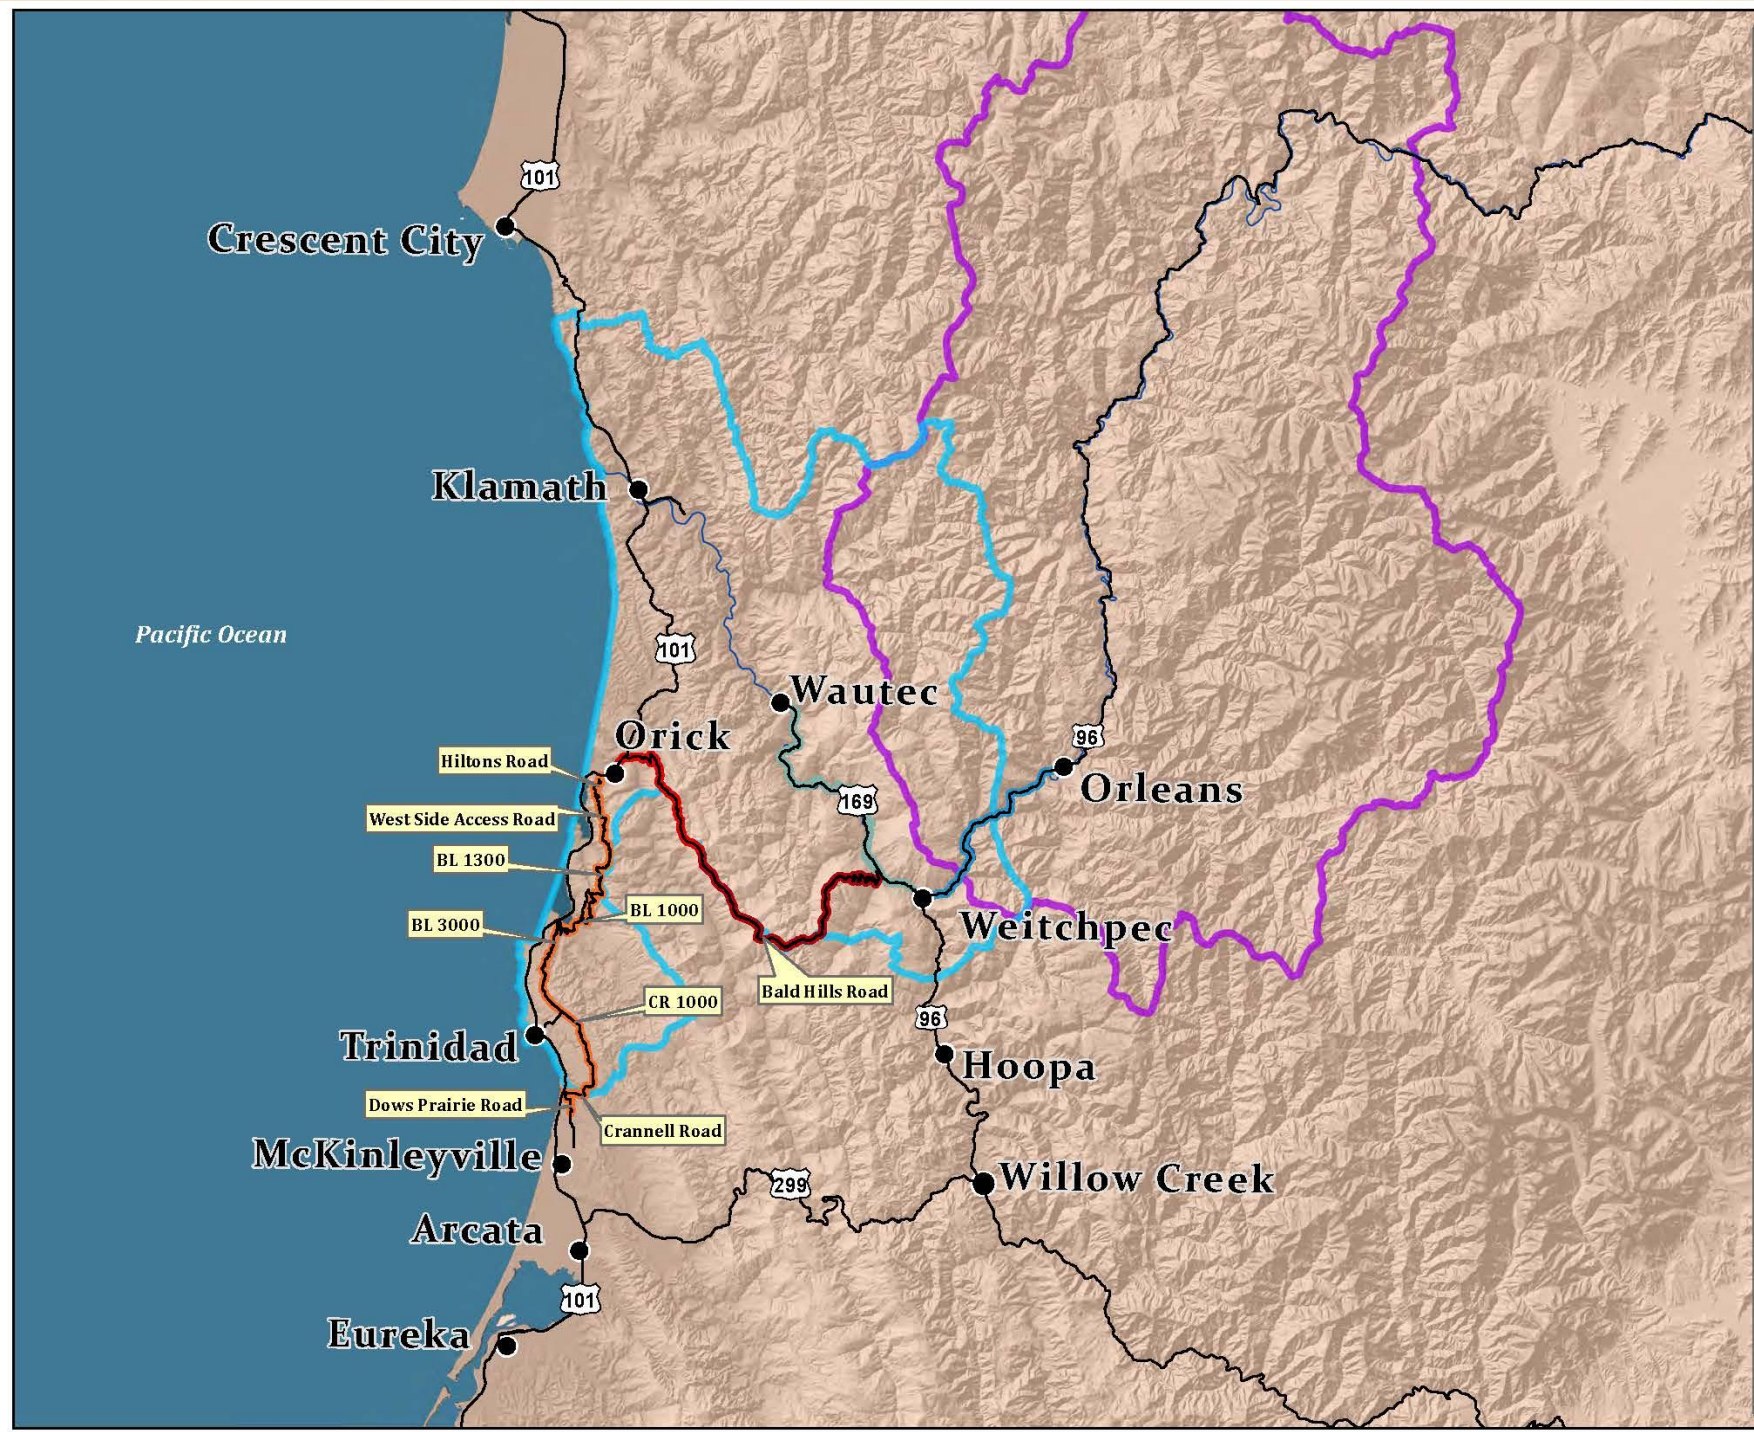 101
Crescent City
Klamath
Pacific Ocean
101
Wautec
Orick
96
Hiltons Road
Orleans
169
West Side Access Road
BL 1300
BL 1000
BL 3000
Weitchpec
Bald Hills Road
CR 1000
96
Trinidad
Hoopa
Dows Prairie Road
Crannell Road
McKinleyville
Willow Creek
299
Arcata
101
Eureka